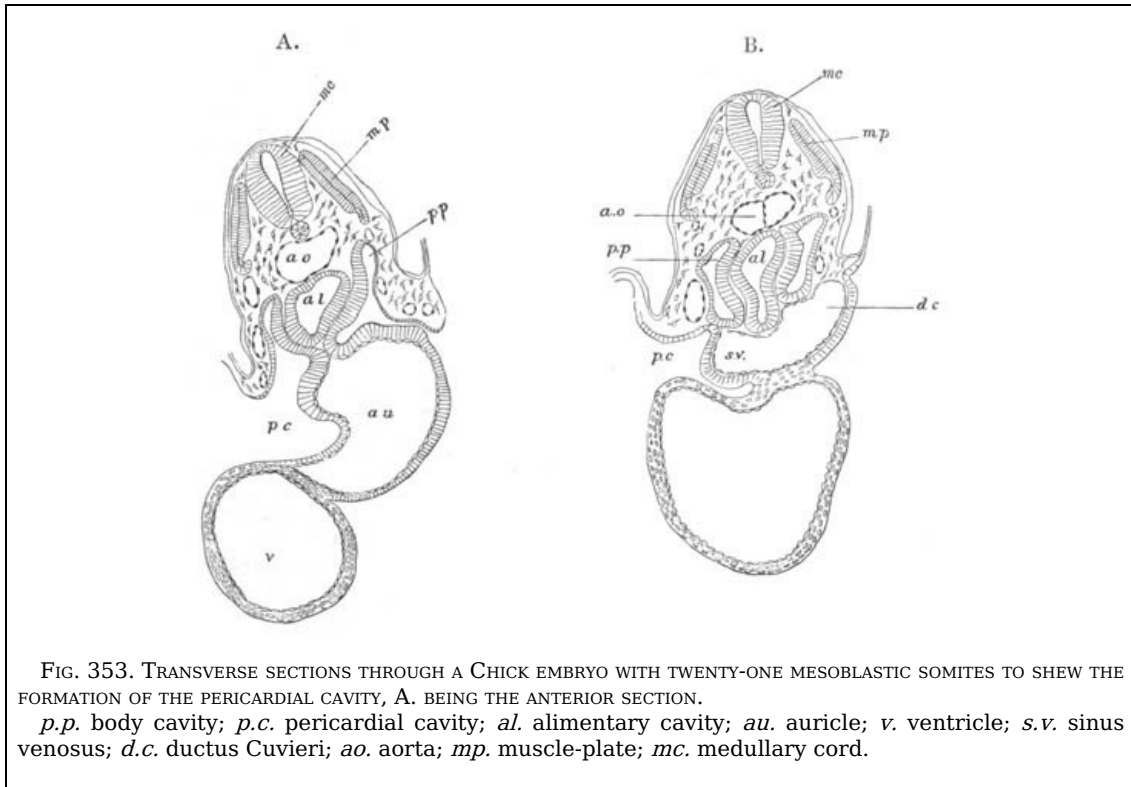 A.
B.
mc
mp
pp
ao
al
au
pc
v
mc
mp
a.o
p.p
al
d.c
p.c
s.v.
FIG. 353. TRANSVERSE SECTIONS THROUGH A CHICK EMBRYO WITH TWENTY-ONE MESOBLASTIC SOMITES TO SHEW THE
FORMATION OF THE PERICARDIAL CAVITY, A. BEING THE ANTERIOR SECTION.
p.p. body cavity; p.c. pericardial cavity; al. alimentary cavity; au. auricle; v. ventricle; s.v. sinus
venosus; d.c. ductus Cuvieri; ao. aorta; mp. muscle-plate; mc. medullary cord.